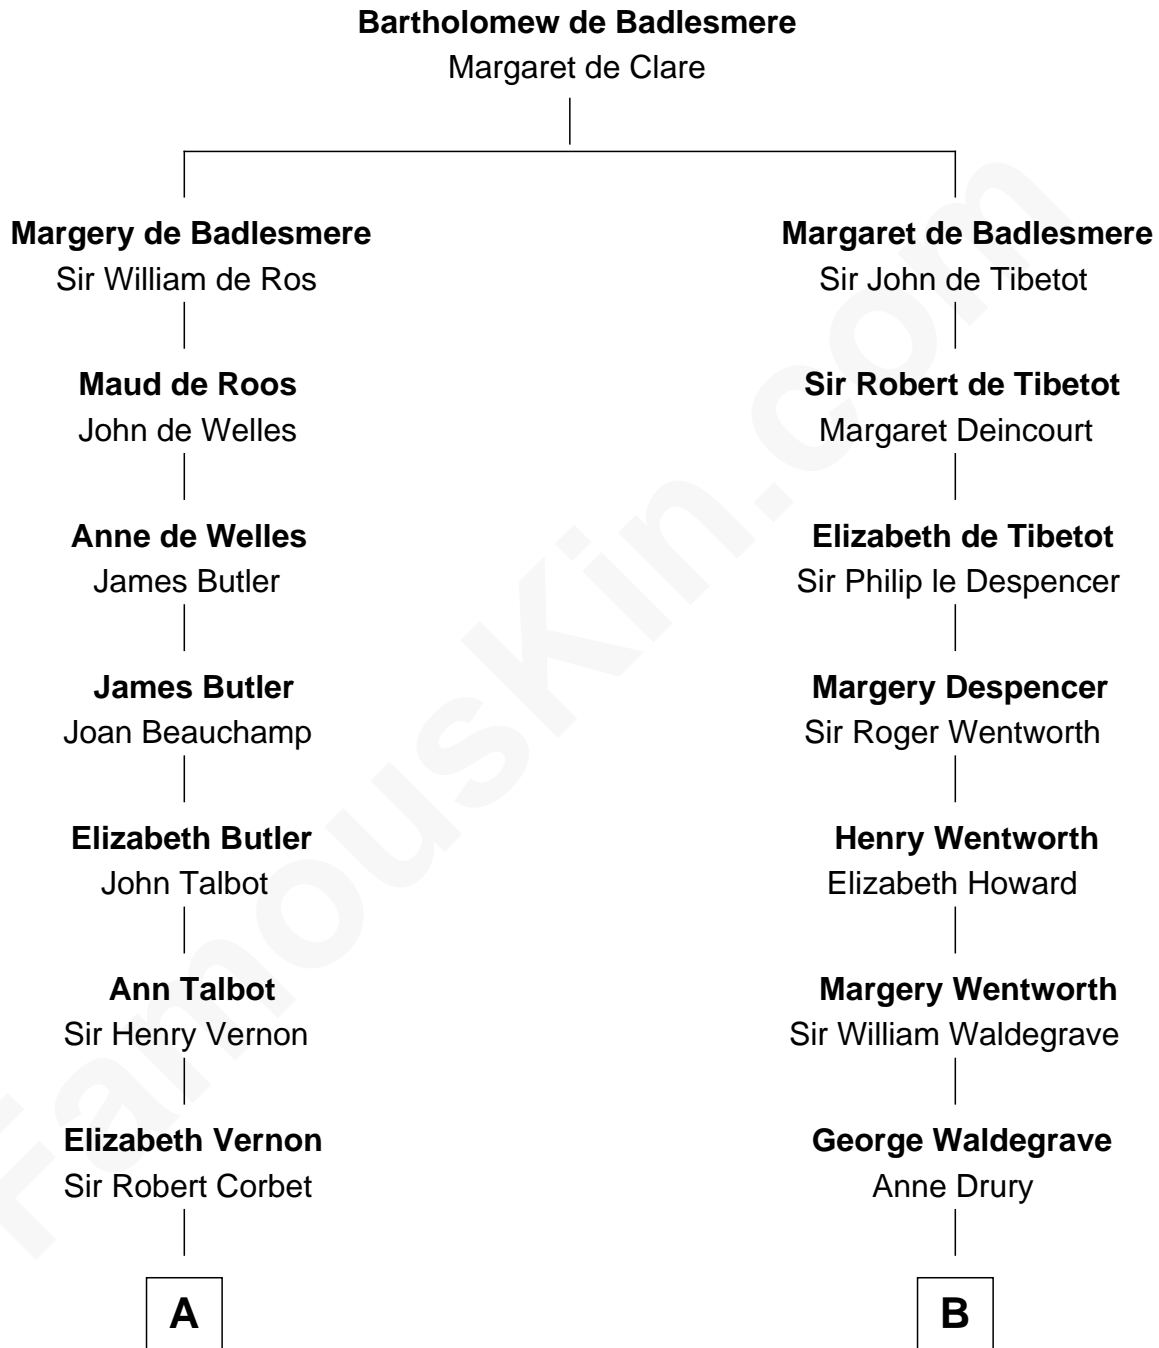 Bartholomew de Badlesmere
Margaret de Clare
Margery de Badlesmere
Sir William de Ros
Maud de Roos
John de Welles
Anne de Welles
James Butler
James Butler
Joan Beauchamp
Elizabeth Butler
John Talbot
Ann Talbot
Sir Henry Vernon
Elizabeth Vernon
Sir Robert Corbet
A
Margaret de Badlesmere
Sir John de Tibetot
Sir Robert de Tibetot
Margaret Deincourt
Elizabeth de Tibetot
Sir Philip le Despencer
Margery Despencer
Sir Roger Wentworth
Henry Wentworth
Elizabeth Howard
Margery Wentworth
Sir William Waldegrave
George Waldegrave
Anne Drury
B
FamousKin.com